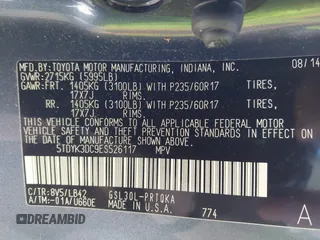 MFD.BY:TOYOTA MOTOR MANUFACTURING, INDIANA, INC. 08/14
GVWR:2715KG (5995LB)
GAWR:FRT. 1405KG (3100LB) WITH P235/60R17 TIRES,
17X7J RIMS.
RR. 1405KG (3100LB) WITH P235/60R17 TIRES,
17X7J RIMS.
THIS VEHICLE CONFORMS TO ALL APPLICABLE
FEDERAL MOTOR VEHICLE SAFETY AND
THEFT PREVENTION STANDARDS IN EFFECT ON THE
DATE OF MANUFACTURE SHOWN ABOVE.
5TDYK3DC9ES526117 MPV
C/TR:8V5/LB42 GSL30L-PRTQKA
A/TM:-01A/U660E MADE IN U.S.A. 774 A